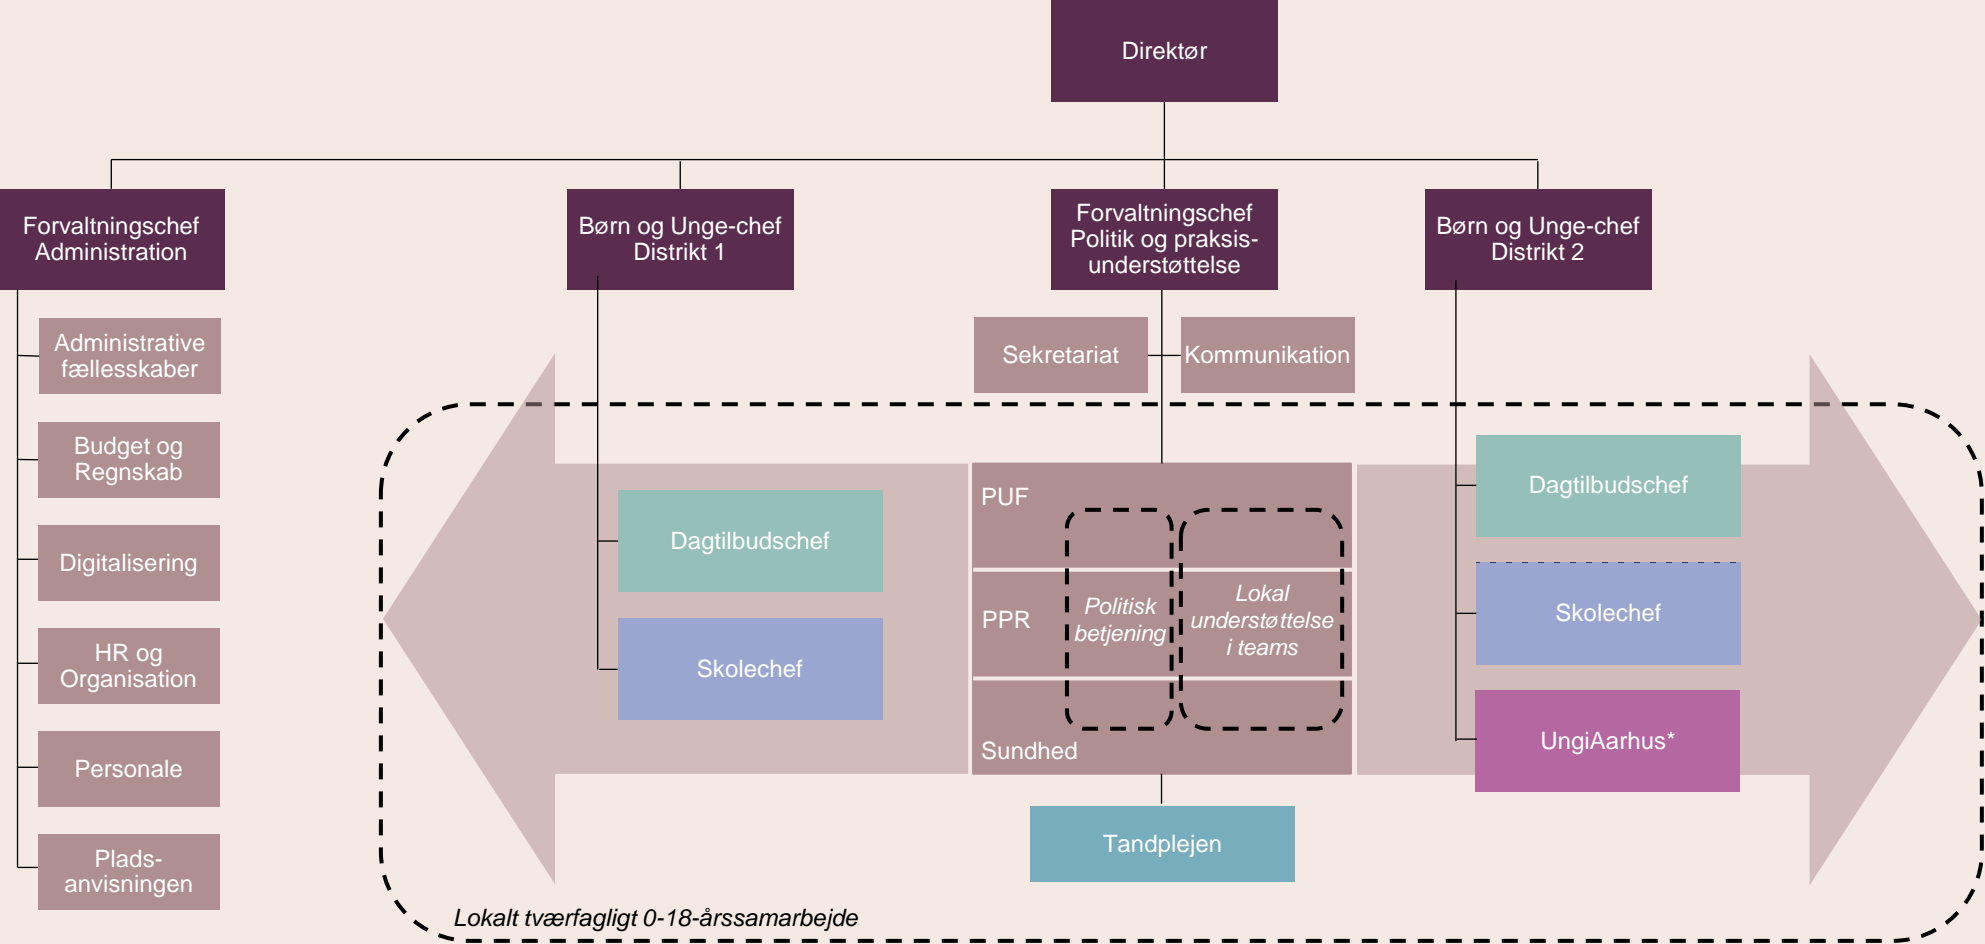 Direktør
Forvaltningschef
Administration
Børn og Unge-chef
Distrikt 1
Forvaltningschef
Politik og praksis-
understøttelse
Børn og Unge-chef
Distrikt 2
Administrative
fællesskaber
Budget og
Regnskab
Digitalisering
HR og
Organisation
Personale
Plads-
anvisningen
Dagtilbudschef
Skolechef
Sekretariat
Kommunikation
PUF
PPR
Sundhed
Politisk
betjening
Lokal
understøttelse
i teams
Tandplejen
Dagtilbudschef
Skolechef
UngiAarhus*
Lokalt tværfagligt 0-18-årssamarbejde